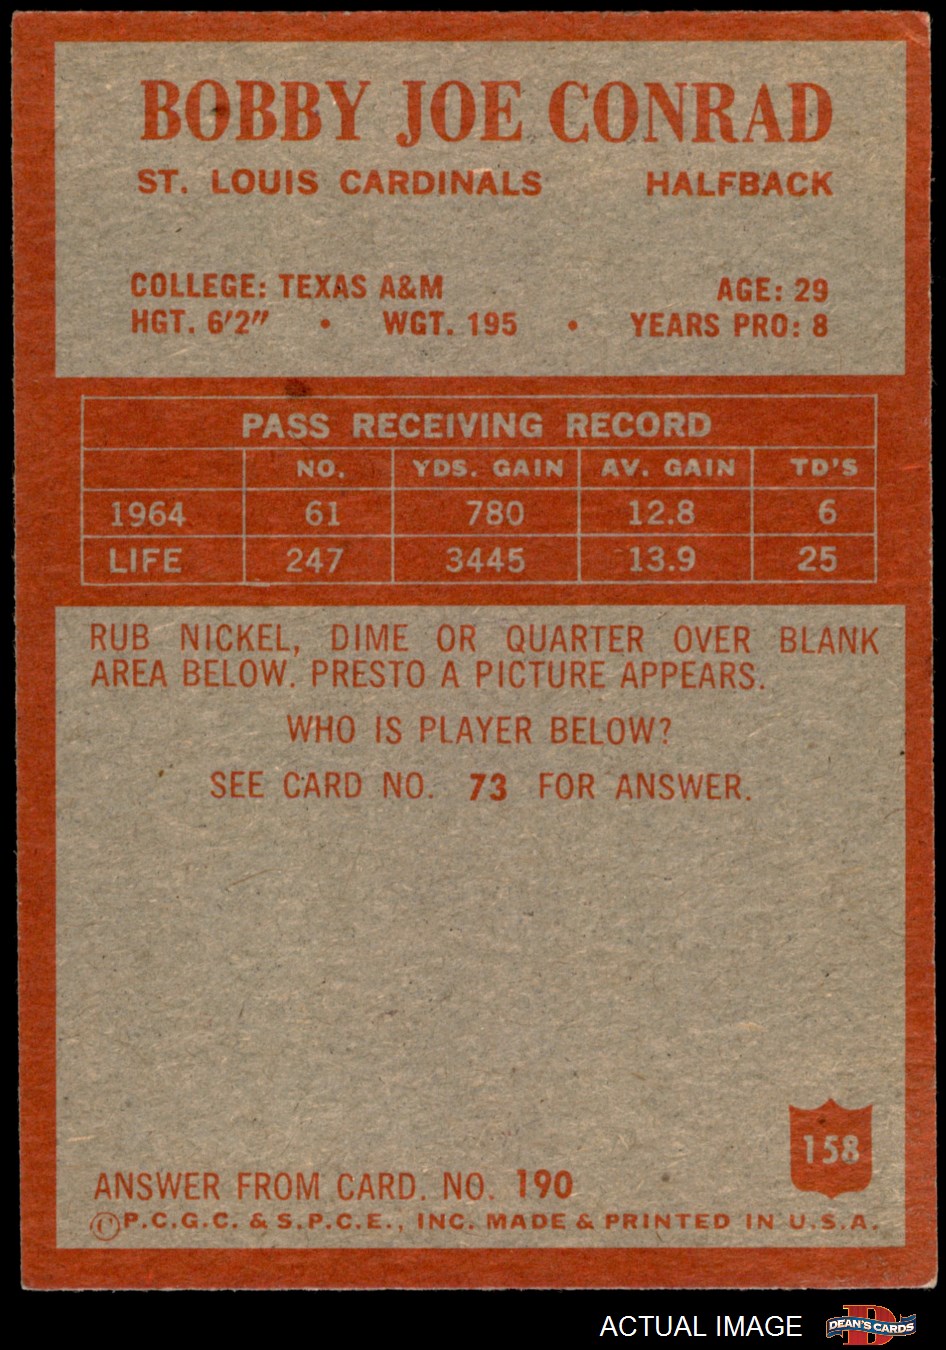 BOBBY JOE CONRAD
ST. LOUIS CARDINALS HALFBACK
COLLEGE: TEXAS A&M AGE: 29
HGT. 6'2" • WGT. 195 • YEARS PRO: 8
PASS RECEIVING RECORD
NO. YDS. GAIN AV. GAIN TD'S
1964 61 780 12.8 6
LIFE 247 3445 13.9 25
RUB NICKEL, DIME OR QUARTER OVER BLANK
AREA BELOW. PRESTO A PICTURE APPEARS.
WHO IS PLAYER BELOW?
SEE CARD NO. 73 FOR ANSWER.
158
ANSWER FROM CARD. NO. 190
©P.C.G.C. & S.P.C.E., INC. MADE & PRINTED IN U.S.A.
ACTUAL IMAGE
DEAN'S CARDS